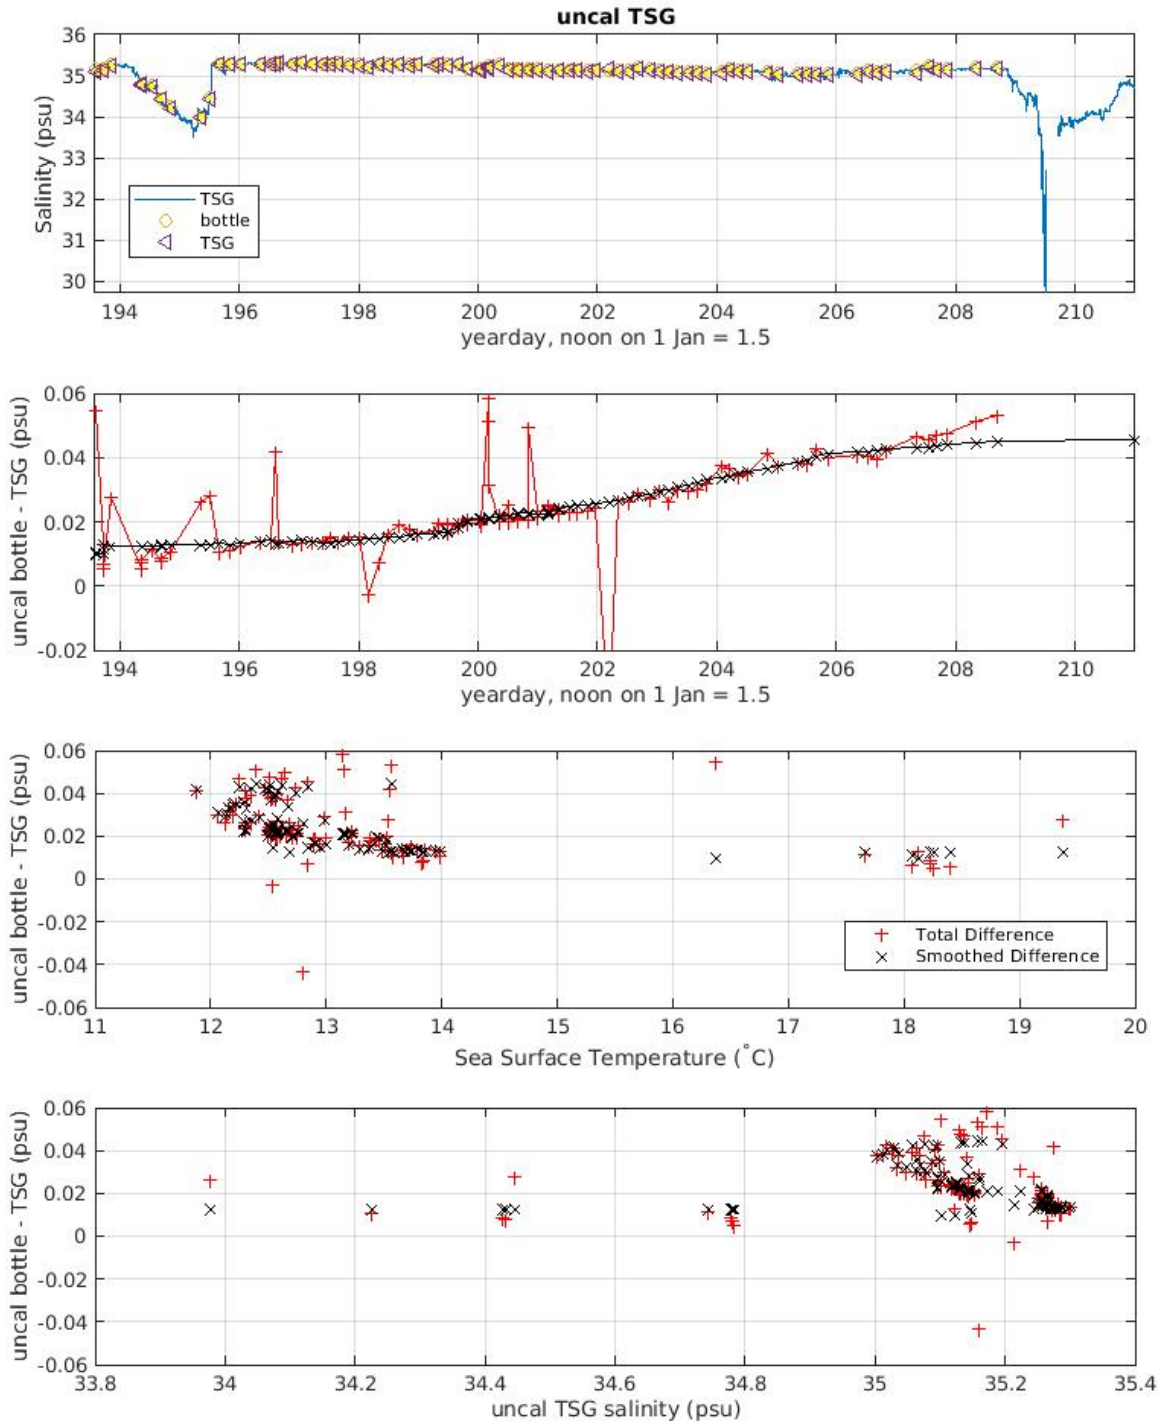 uncal TSG
36
35
34
33
32
31
30
Salinity (psu)
TSG
bottle
TSG
194 196 198 200 202 204 206 208 210
yearday, noon on 1 Jan = 1.5
0.06
0.04
0.02
0
-0.02
uncal bottle - TSG (psu)
194 196 198 200 202 204 206 208 210
yearday, noon on 1 Jan = 1.5
0.06
0.04
0.02
0
-0.02
-0.04
-0.06
uncal bottle - TSG (psu)
Total Difference
Smoothed Difference
11 12 13 14 15 16 17 18 19 20
Sea Surface Temperature (˚C)
0.06
0.04
0.02
0
-0.02
-0.04
-0.06
uncal bottle - TSG (psu)
33.8 34 34.2 34.4 34.6 34.8 35 35.2 35.4
uncal TSG salinity (psu)